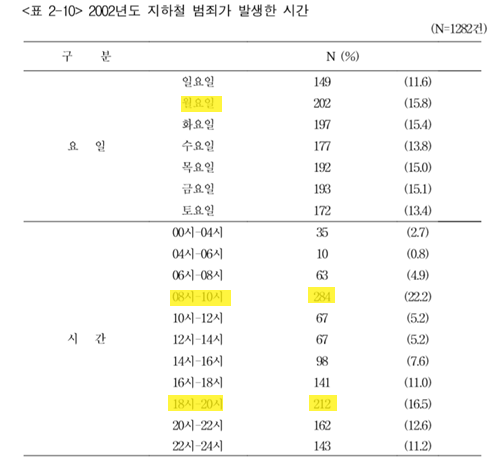 <표 2-10> 2002년도 지하철 범죄가 발생한 시간
(N=1282건)
구 분 N (%)
일요일 149 (11.6)
월요일 202 (15.8)
화요일 197 (15.4)
요 일 수요일 177 (13.8)
목요일 192 (15.0)
금요일 193 (15.1)
토요일 172 (13.4)
00시-04시 35 (2.7)
04시-06시 10 (0.8)
06시-08시 63 (4.9)
08시-10시 284 (22.2)
10시-12시 67 (5.2)
시 간 12시-14시 67 (5.2)
14시-16시 98 (7.6)
16시-18시 141 (11.0)
18시-20시 212 (16.5)
20시-22시 162 (12.6)
22시-24시 143 (11.2)